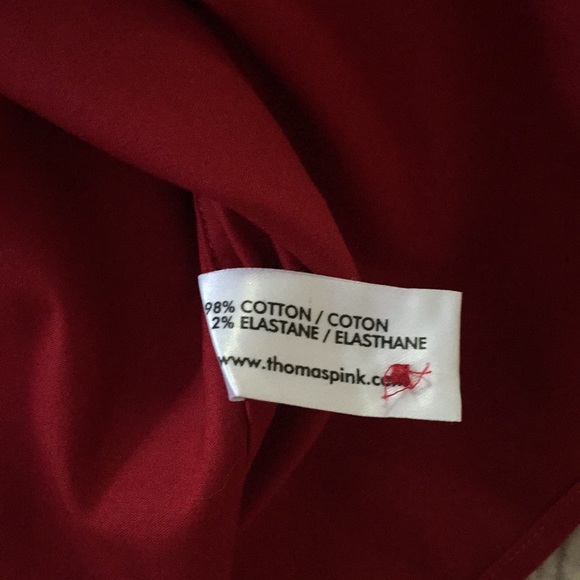 98% COTTON / COTON
2% ELASTANE / ELASTHANE
www.thomaspink.co